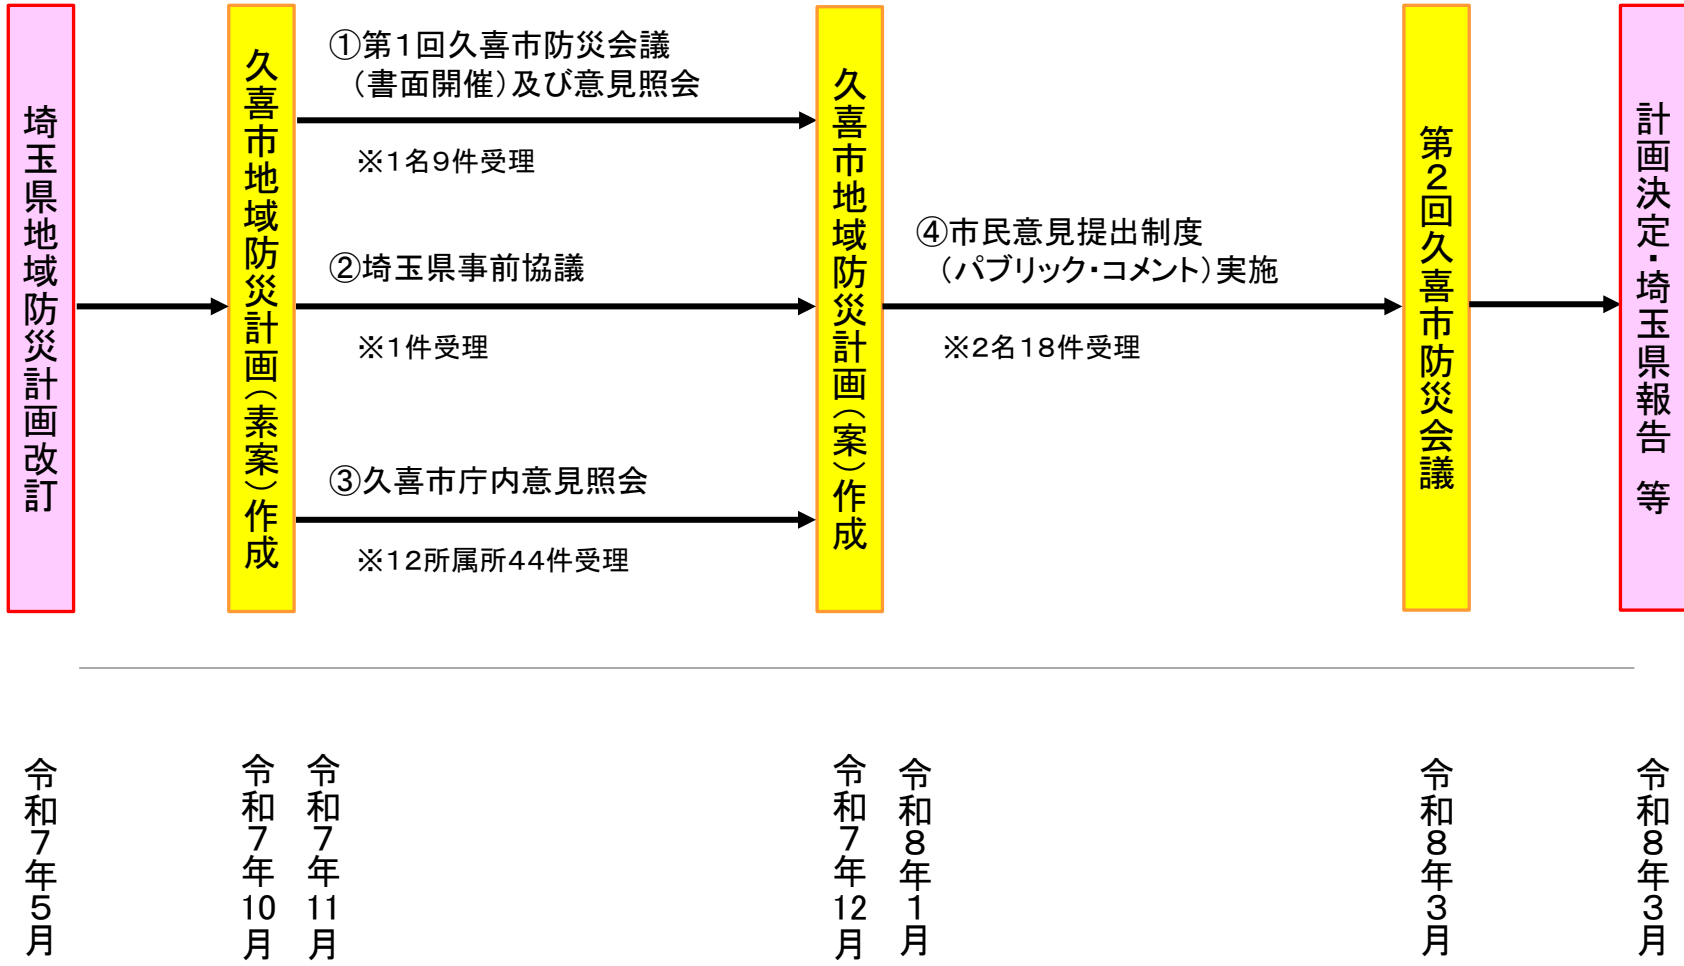 埼玉県地域防災計画改訂
久喜市地域防災計画（素案）作成
①第1回久喜市防災会議
（書面開催）及び意見照会
※1名9件受理
②埼玉県事前協議
※1件受理
③久喜市庁内意見照会
※12所属所44件受理
久喜市地域防災計画（案）作成
④市民意見提出制度
（パブリック・コメント）実施
※2名18件受理
第2回久喜市防災会議
計画決定・埼玉県報告 等
令和7年5月
令和7年10月
令和7年11月
令和7年12月
令和8年1月
令和8年3月
令和8年3月